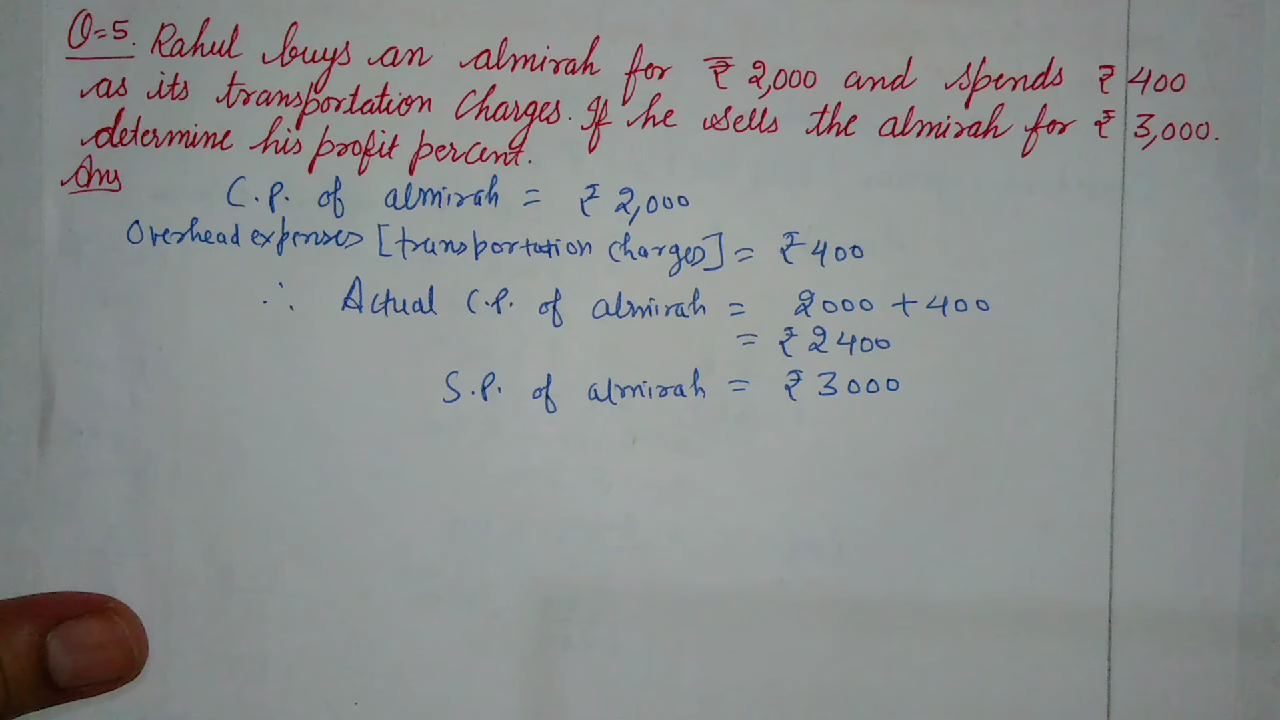 Q=5. Rahul buys an almirah for ₹ 2,000 and spends ₹ 400
as its transportation charges. If he sells the almirah for ₹ 3,000.
determine his profit percent.
Ans
C.P. of almirah = ₹ 2,000
Overhead expenses [transportation charges] = ₹ 400
∴ Actual C.P. of almirah = 2000 + 400
= ₹ 2400
S.P. of almirah = ₹ 3000